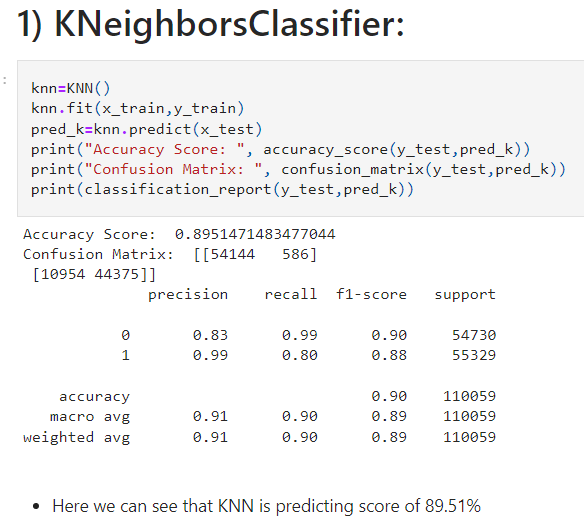 1) KNeighborsClassifier:
:
knn=KNN()
knn.fit(x_train,y_train)
pred_k=knn.predict(x_test)
print("Accuracy Score: ", accuracy_score(y_test,pred_k))
print("Confusion Matrix: ", confusion_matrix(y_test,pred_k))
print(classification_report(y_test,pred_k))
Accuracy Score:  0.8951471483477044
Confusion Matrix:  [[54144   586]
 [10954 44375]]
              precision    recall  f1-score   support
           0       0.83      0.99      0.90     54730
           1       0.99      0.80      0.88     55329
    accuracy                           0.90    110059
   macro avg       0.91      0.90      0.89    110059
weighted avg       0.91      0.90      0.89    110059
• Here we can see that KNN is predicting score of 89.51%